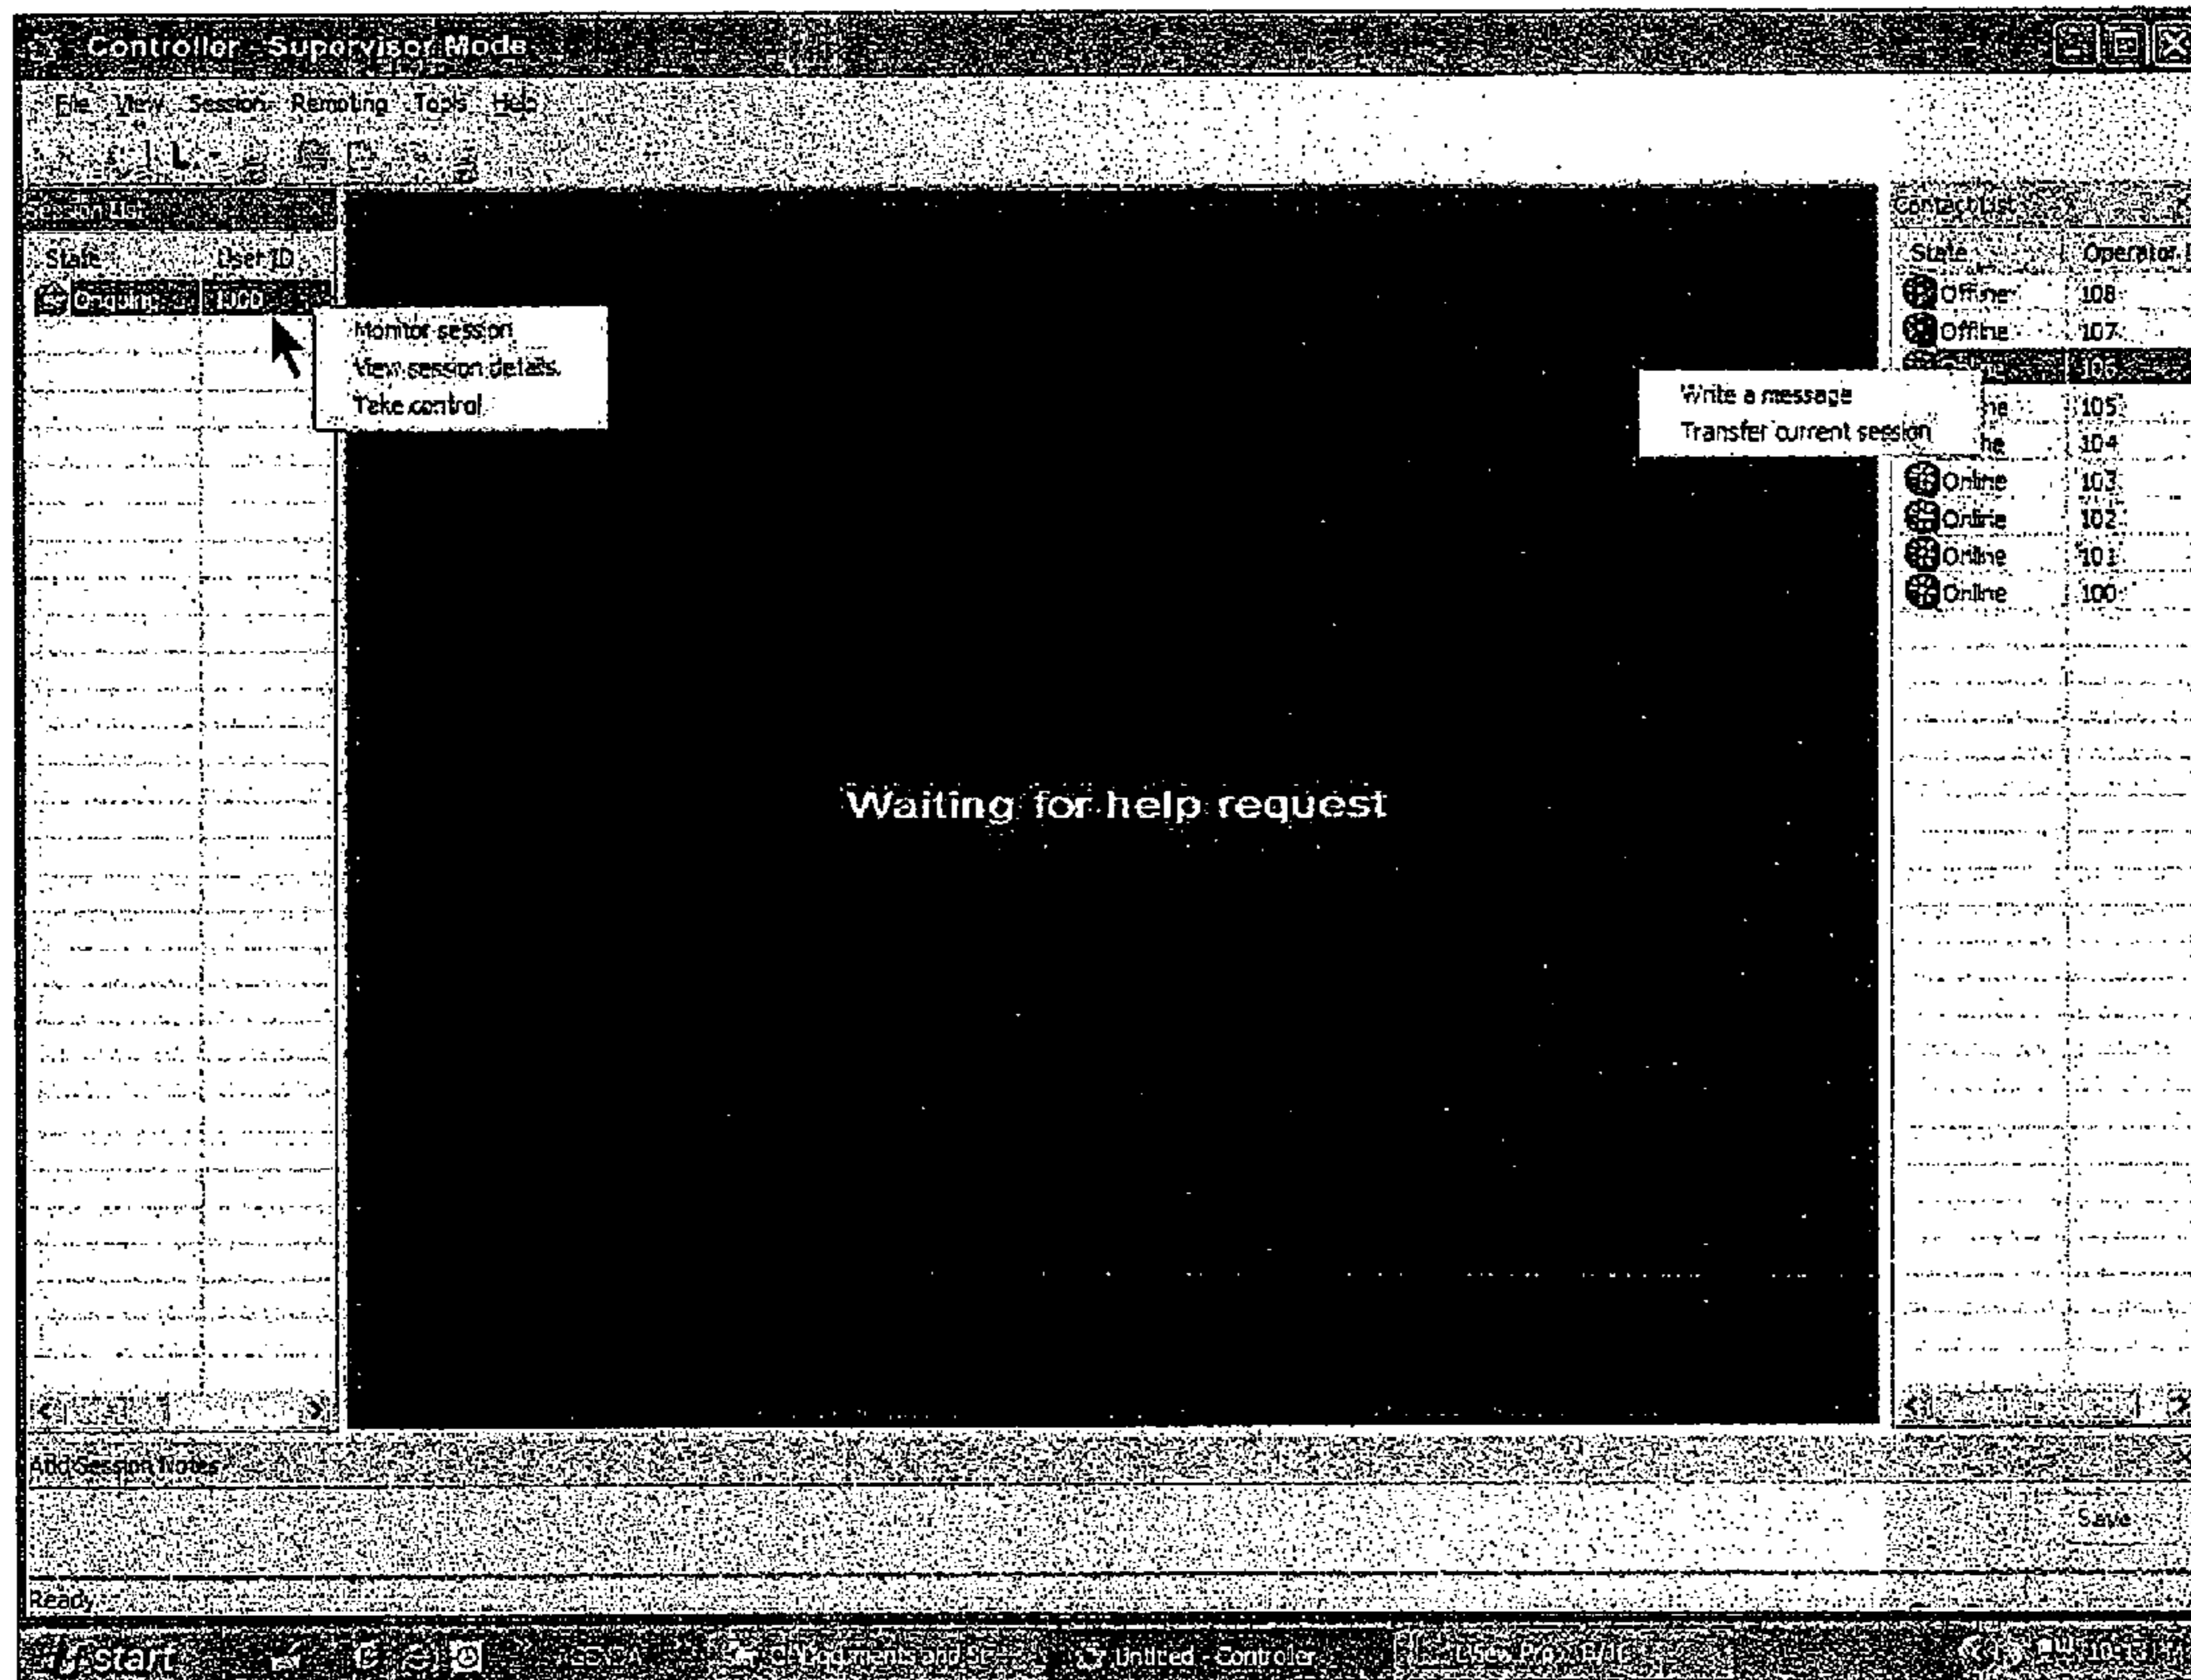 Controller - Supervisor Mode
File View Session Remoting Tools Help
Session List
State User ID
Ongoing
Monitor session
View session details
Take control
Contact List
State Operator
Offline 108
Offline 107
106
Write a message
Transfer current session
105
104
Online 103
Online 102
Online 101
Online 100
Waiting for help request
Add Session Notes
Save
Ready
start
Untitled - Controller